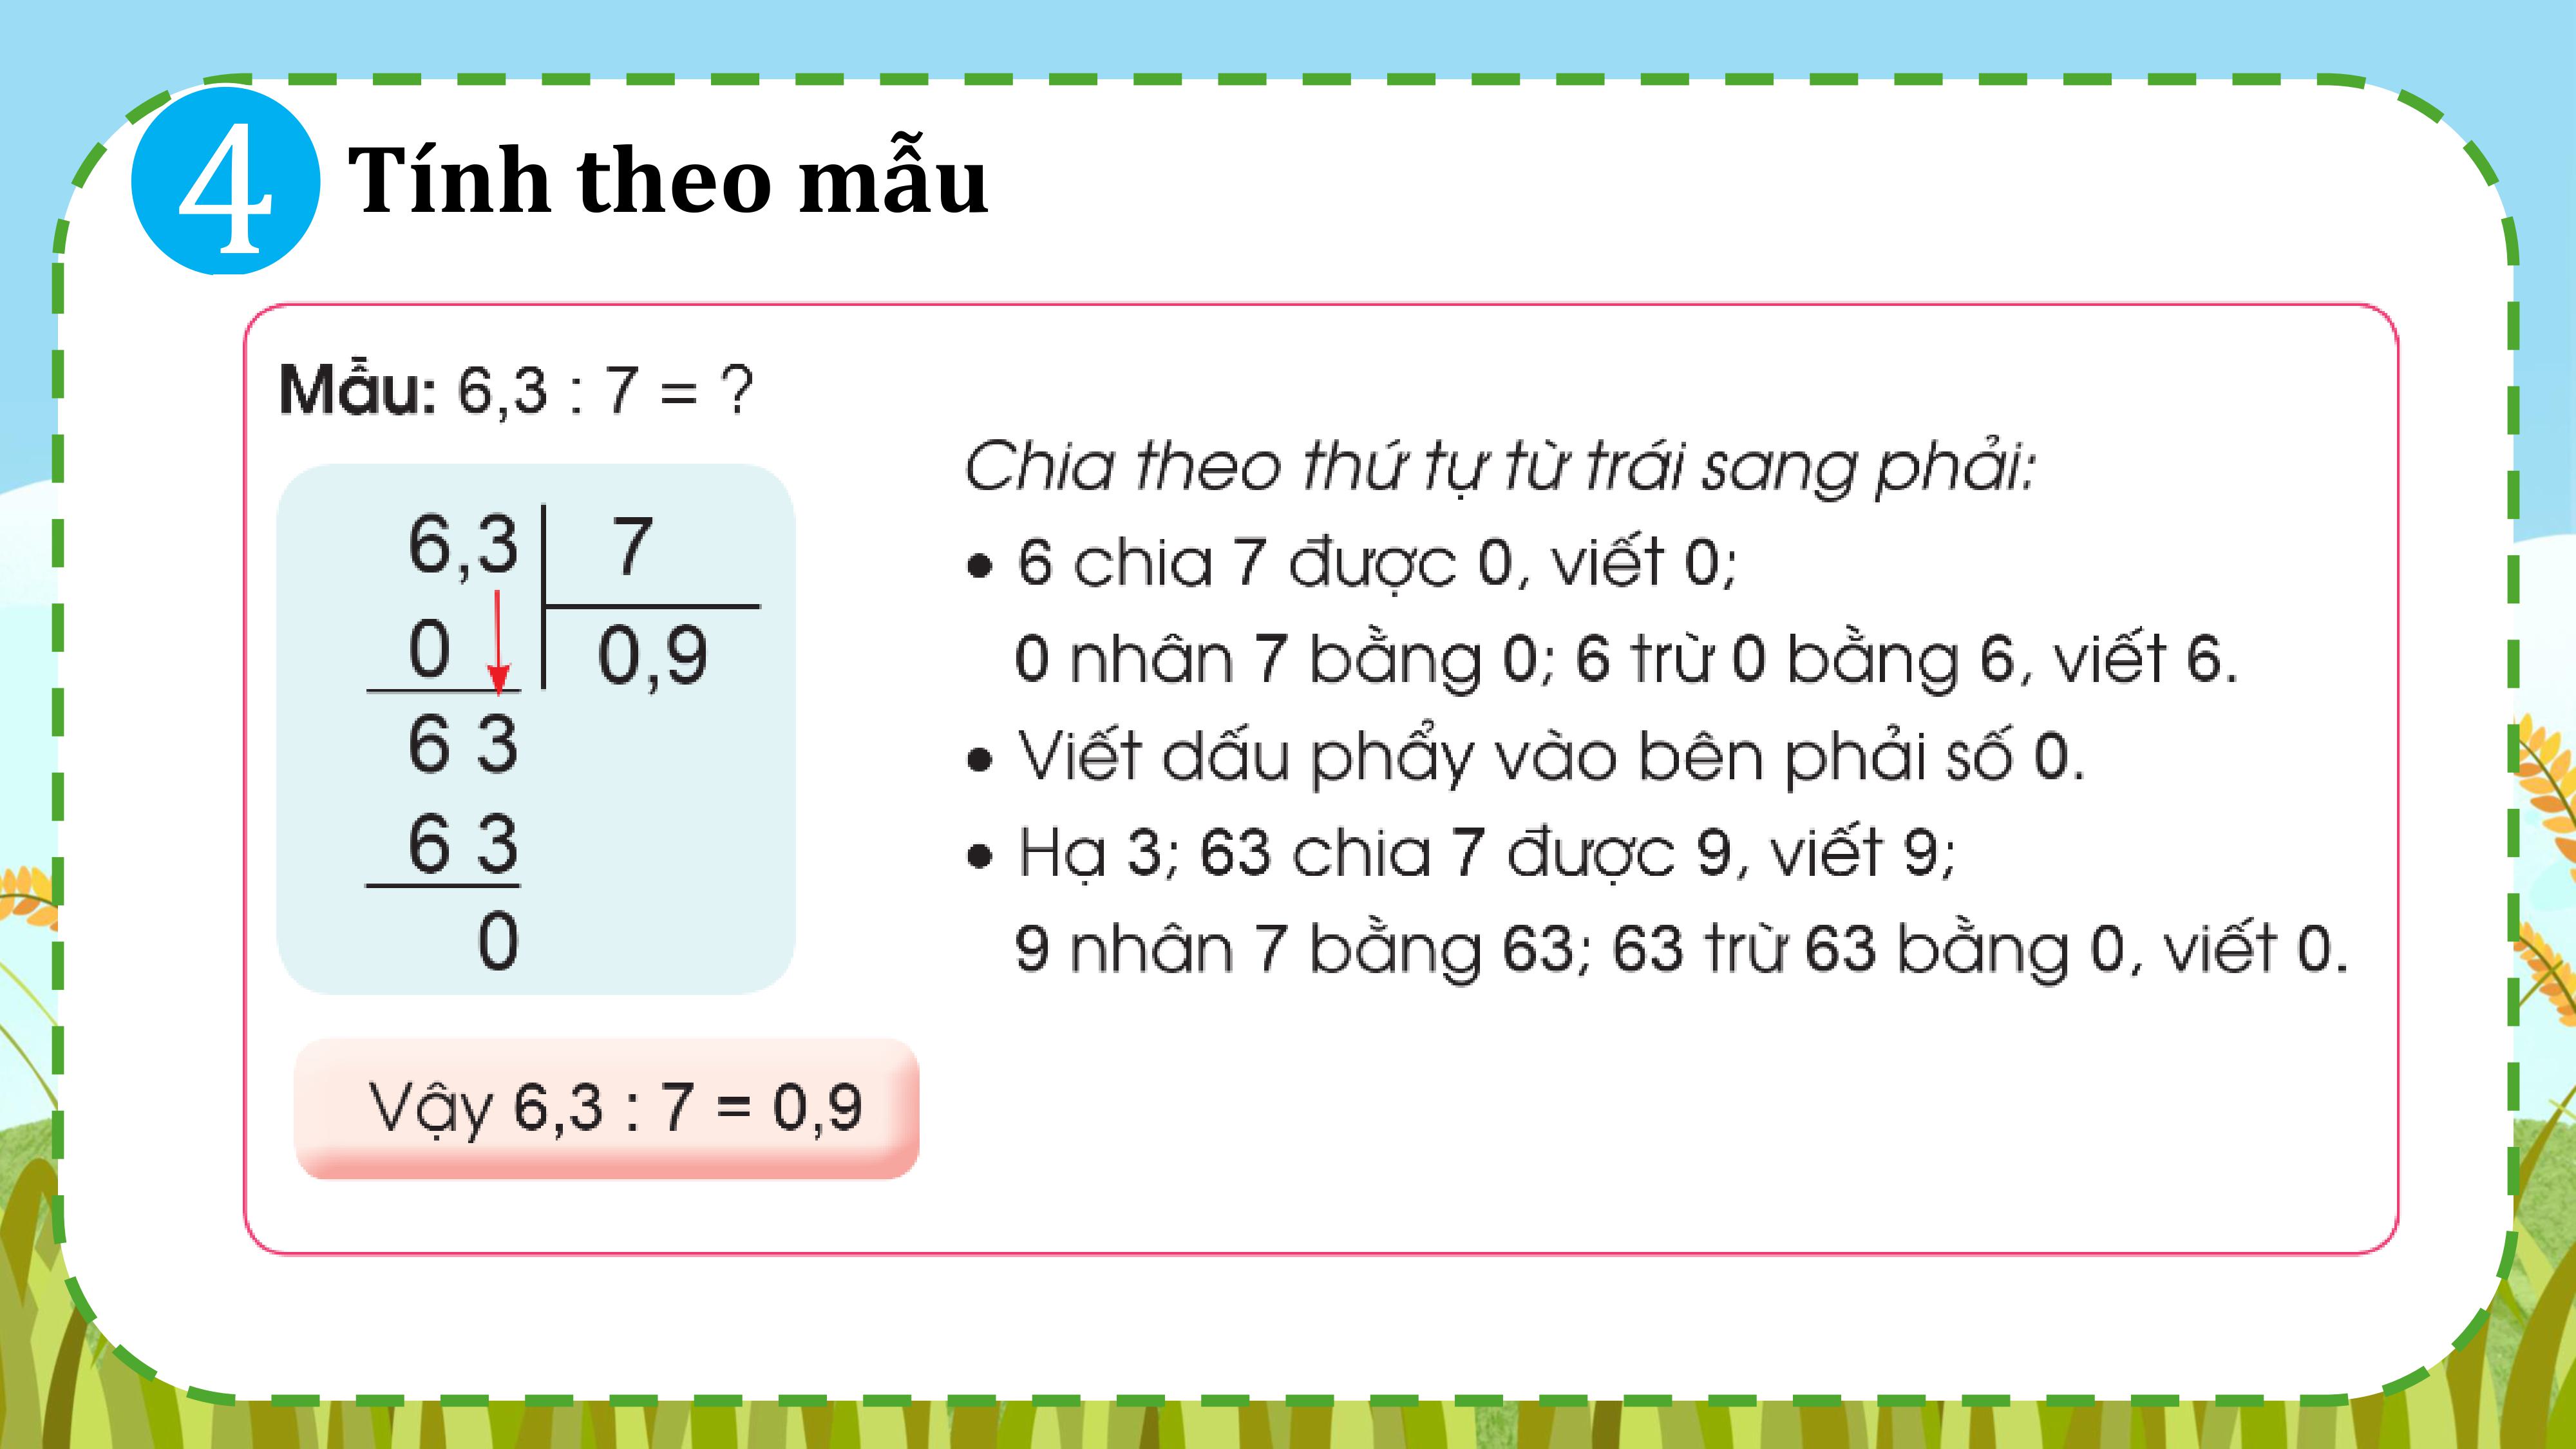 4 Tính theo mẫu
Mẫu: 6,3 : 7 = ?
6,3 7
0 0,9
6 3
6 3
0
Vậy 6,3 : 7 = 0,9
Chia theo thứ tự từ trái sang phải:
• 6 chia 7 được 0, viết 0;
0 nhân 7 bằng 0; 6 trừ 0 bằng 6, viết 6.
• Viết dấu phẩy vào bên phải số 0.
• Hạ 3; 63 chia 7 được 9, viết 9;
9 nhân 7 bằng 63; 63 trừ 63 bằng 0, viết 0.